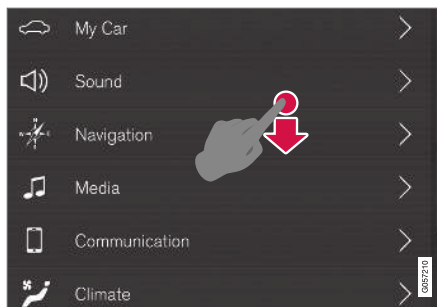 My Car
Sound
Navigation
Media
Communication
Climate
G057210